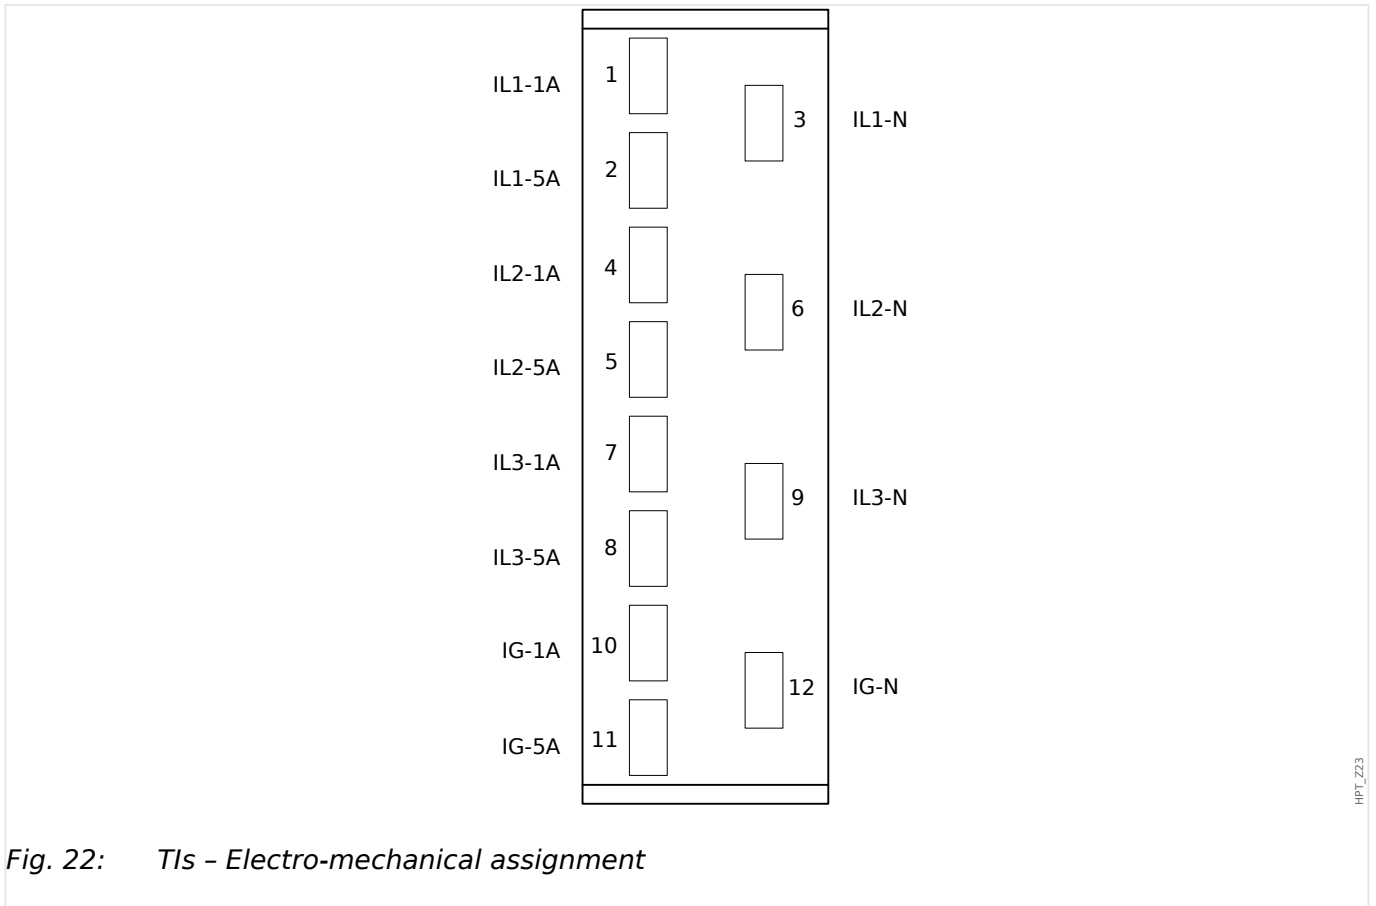 IL1-1A 1
3 IL1-N
IL1-5A 2
IL2-1A 4
6 IL2-N
IL2-5A 5
IL3-1A 7
9 IL3-N
IL3-5A 8
IG-1A 10
12 IG-N
IG-5A 11
HPT_Z23
Fig. 22: TIs – Electro-mechanical assignment